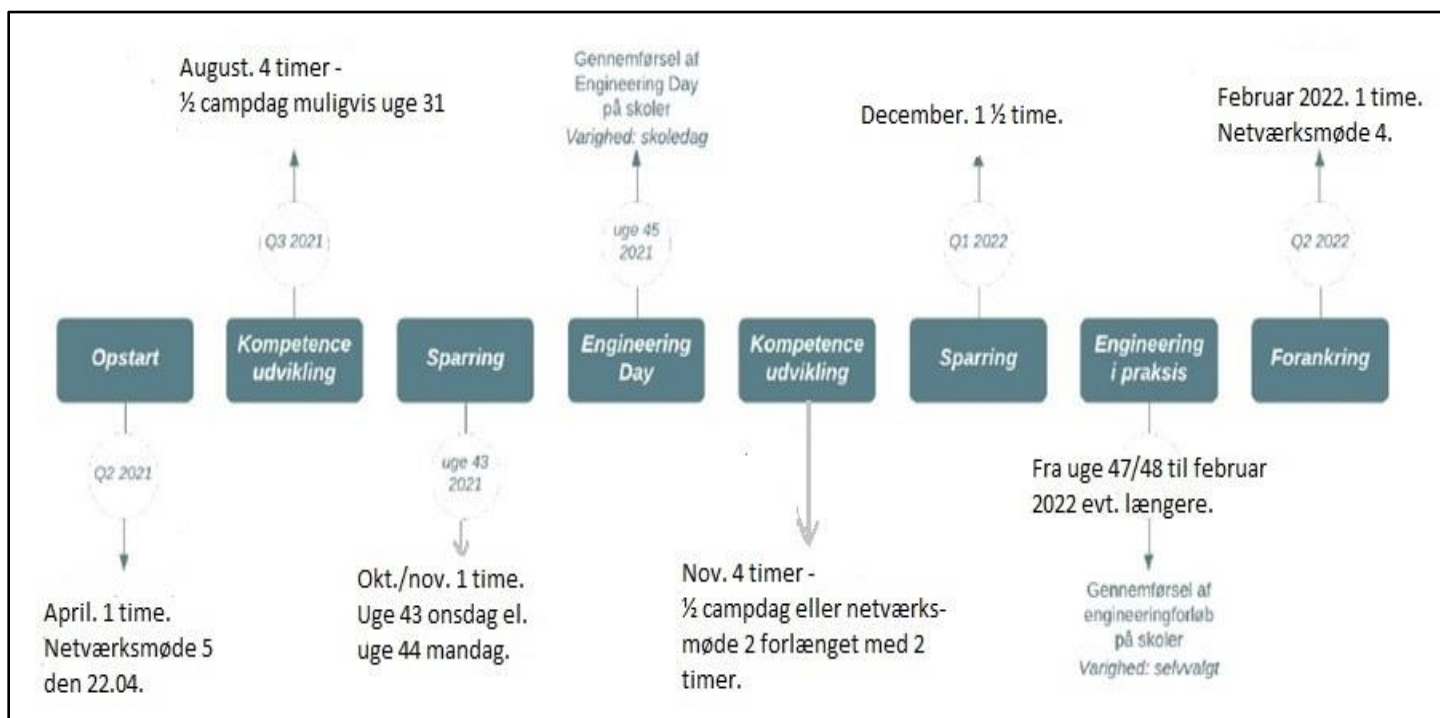 August. 4 timer -
½ campdag muligvis uge 31
Gennemførsel af
Engineering Day
på skoler
Varighed: skoledag
December. 1 ½ time.
Februar 2022. 1 time.
Netværksmøde 4.
Q3 2021
uge 45
2021
Q1 2022
Q2 2022
Opstart
Kompetence
udvikling
Sparring
Engineering
Day
Kompetence
udvikling
Sparring
Engineering
i praksis
Forankring
Q2 2021
uge 43
2021
Fra uge 47/48 til februar
2022 evt. længere.
April. 1 time.
Netværksmøde 5
den 22.04.
Okt./nov. 1 time.
Uge 43 onsdag el.
uge 44 mandag.
Nov. 4 timer -
½ campdag eller netværks-
møde 2 forlænget med 2
timer.
Gennemførsel af
engineeringforløb
på skoler
Varighed: selvvalgt